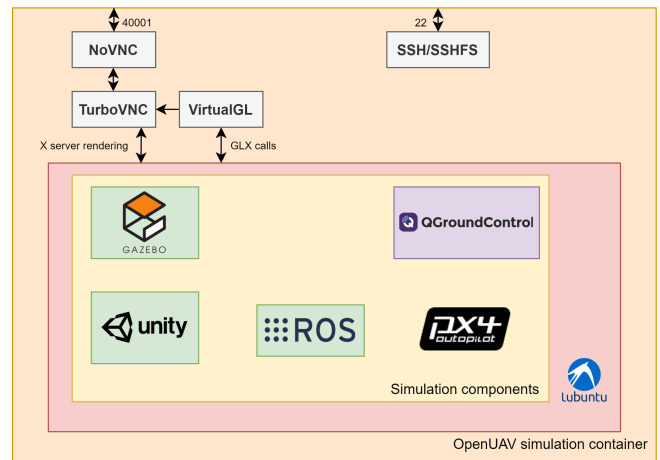 40001
22
NoVNC
SSH/SSHFS
TurboVNC
VirtualGL
X server rendering
GLX calls
GAZEBO
QGroundControl
unity
ROS
px4
autopilot
Simulation components
Lubuntu
OpenUAV simulation container